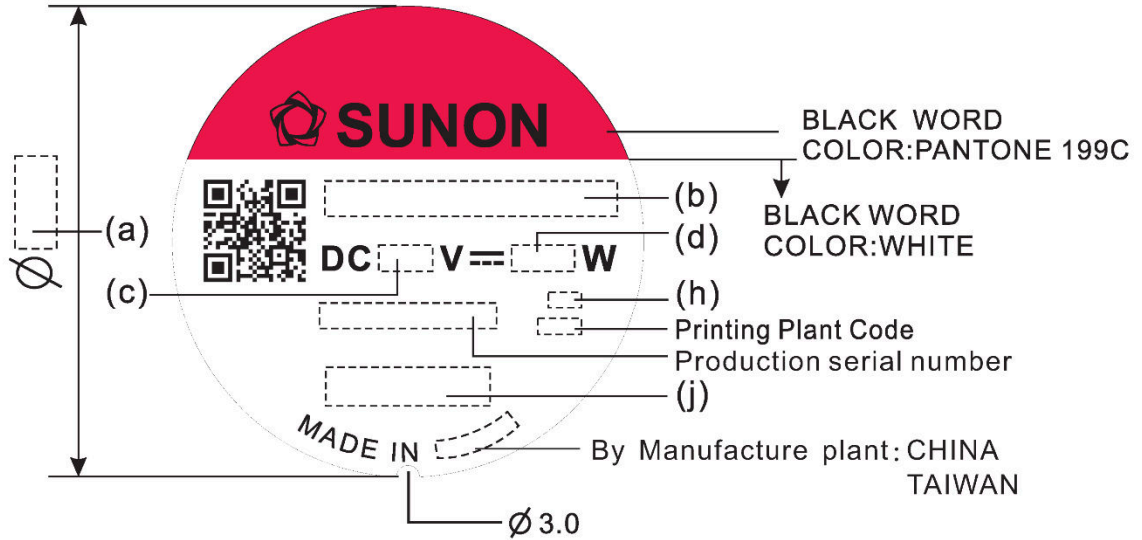 SUNON
BLACK WORD
COLOR:PANTONE 199C
(b)
BLACK WORD
COLOR:WHITE
(a)
(d)
DC V W
(c)
(h)
Printing Plant Code
Production serial number
(j)
MADE IN
By Manufacture plant: CHINA
TAIWAN
Ø
Ø 3.0